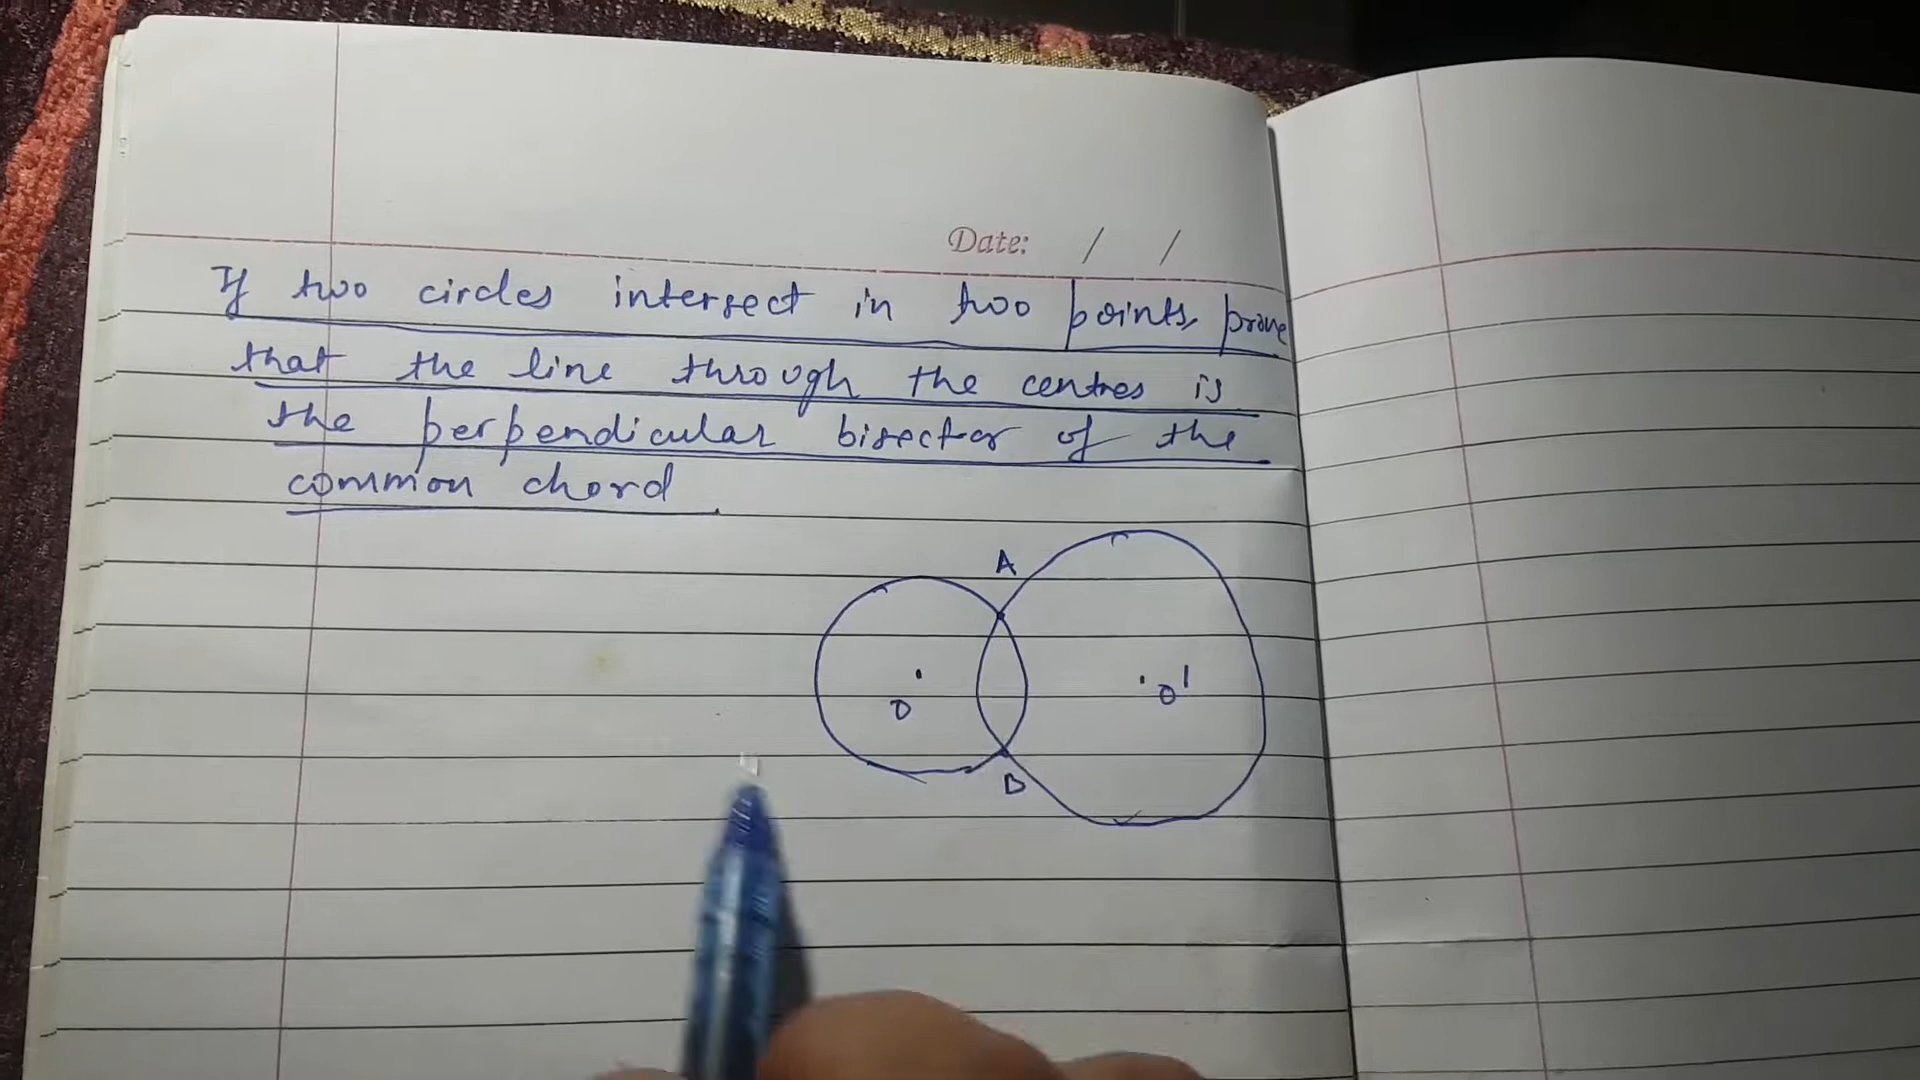 Date: / /
If two circles intersect in two points, prove
that the line through the centres is
the perpendicular bisector of the
common chord
A
O
O'
B